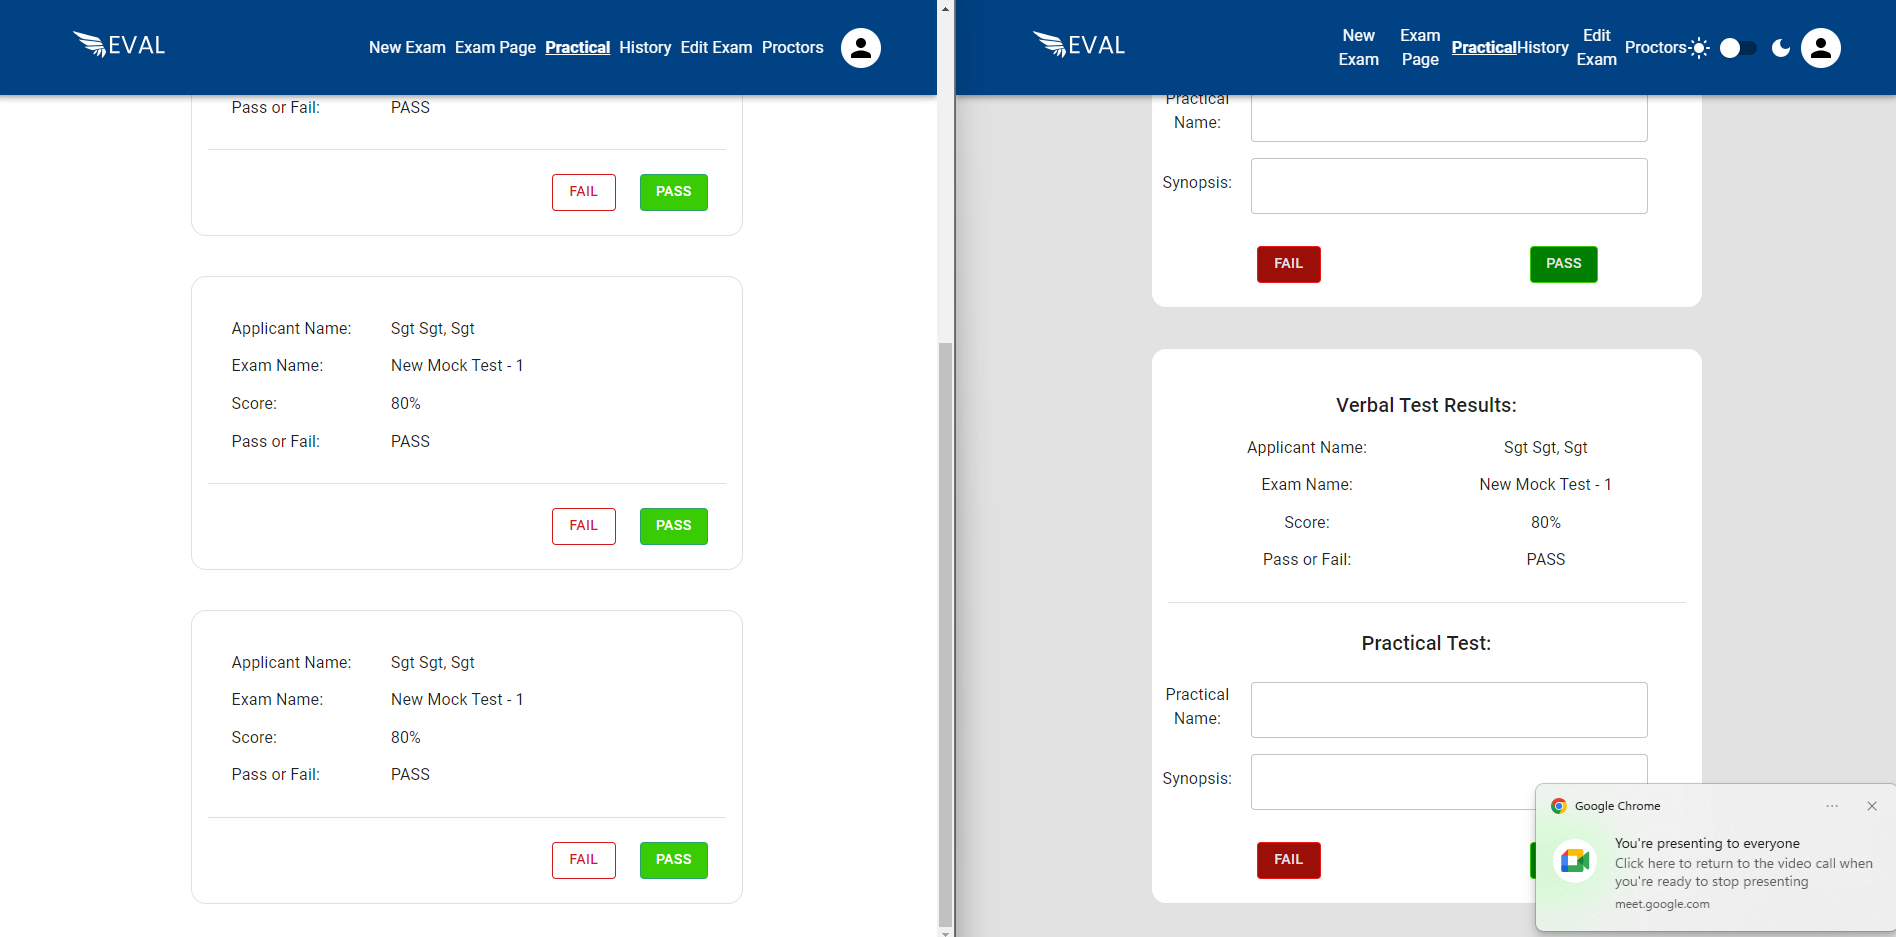 EVAL
New Exam Exam Page Practical History Edit Exam Proctors
Pass or Fail: PASS
FAIL PASS
Applicant Name: Sgt Sgt, Sgt
Exam Name: New Mock Test - 1
Score: 80%
Pass or Fail: PASS
FAIL PASS
Applicant Name: Sgt Sgt, Sgt
Exam Name: New Mock Test - 1
Score: 80%
Pass or Fail: PASS
FAIL PASS
EVAL
New Exam Exam Page Practical History Edit Exam Proctors
Practical
Name:
Synopsis:
FAIL PASS
Verbal Test Results:
Applicant Name: Sgt Sgt, Sgt
Exam Name: New Mock Test - 1
Score: 80%
Pass or Fail: PASS
Practical Test:
Practical
Name:
Synopsis:
FAIL
Google Chrome
You're presenting to everyone
Click here to return to the video call when
you're ready to stop presenting
meet.google.com